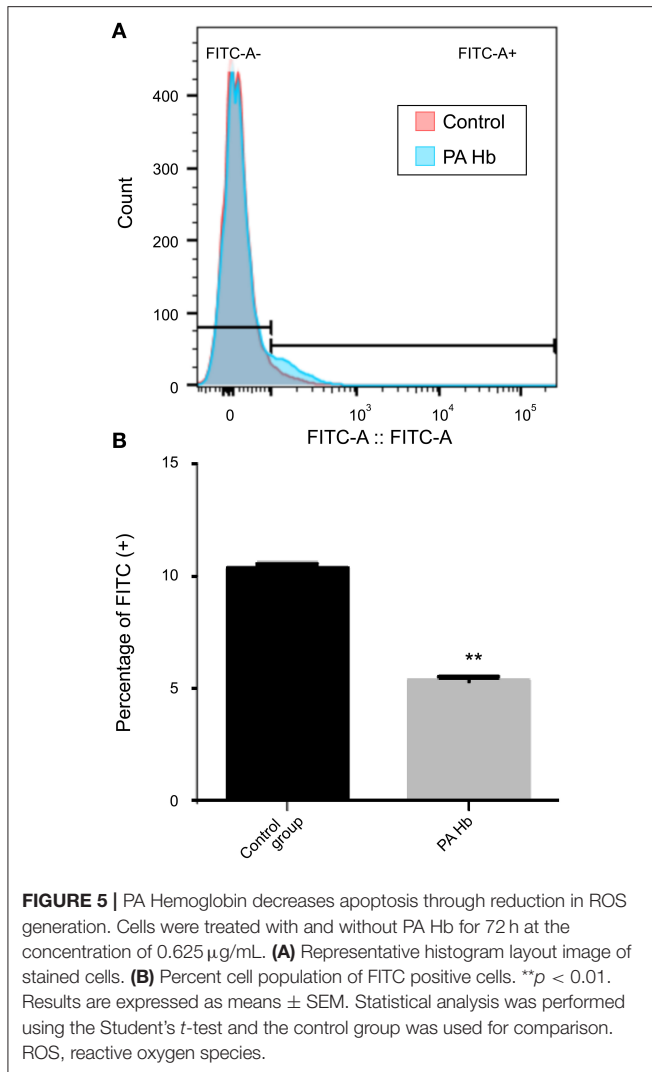 A
FITC-A-
FITC-A+
Control
PA Hb
Count
400
300
200
100
0
0
10³
10⁴
10⁵
FITC-A :: FITC-A
B
Percentage of FITC (+)
15
10
5
0
**
Control
group
PA Hb
FIGURE 5 | PA Hemoglobin decreases apoptosis through reduction in ROS
generation. Cells were treated with and without PA Hb for 72 h at the
concentration of 0.625 μg/mL. (A) Representative histogram layout image of
stained cells. (B) Percent cell population of FITC positive cells. **p < 0.01.
Results are expressed as means ± SEM. Statistical analysis was performed
using the Student's t-test and the control group was used for comparison.
ROS, reactive oxygen species.